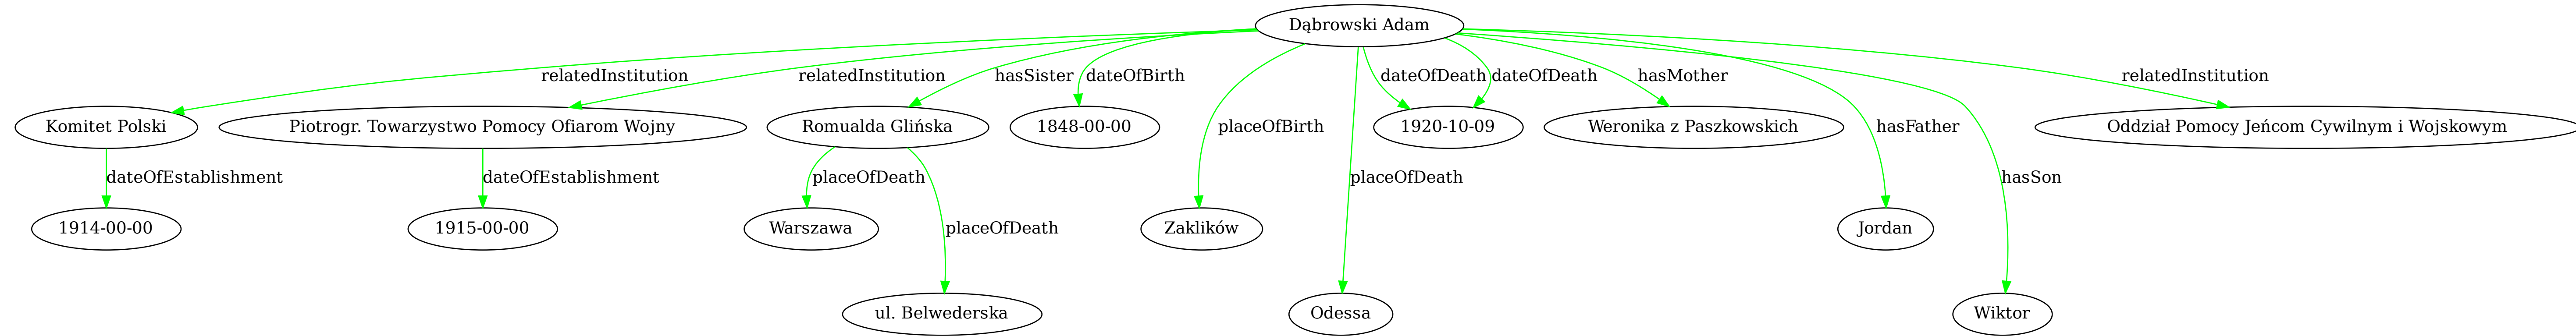 Dąbrowski Adam
relatedInstitution relatedInstitution hasSister dateOfBirth dateOfDeath dateOfDeath hasMother relatedInstitution
Komitet Polski Piotrogr. Towarzystwo Pomocy Ofiarom Wojny Romualda Glińska 1848-00-00 placeOfBirth 1920-10-09 Weronika z Paszkowskich hasFather Oddział Pomocy Jeńcom Cywilnym i Wojskowym
dateOfEstablishment dateOfEstablishment placeOfDeath placeOfDeath hasSon
1914-00-00 1915-00-00 Warszawa placeOfDeath Zaklików Jordan
ul. Belwederska Odessa Wiktor